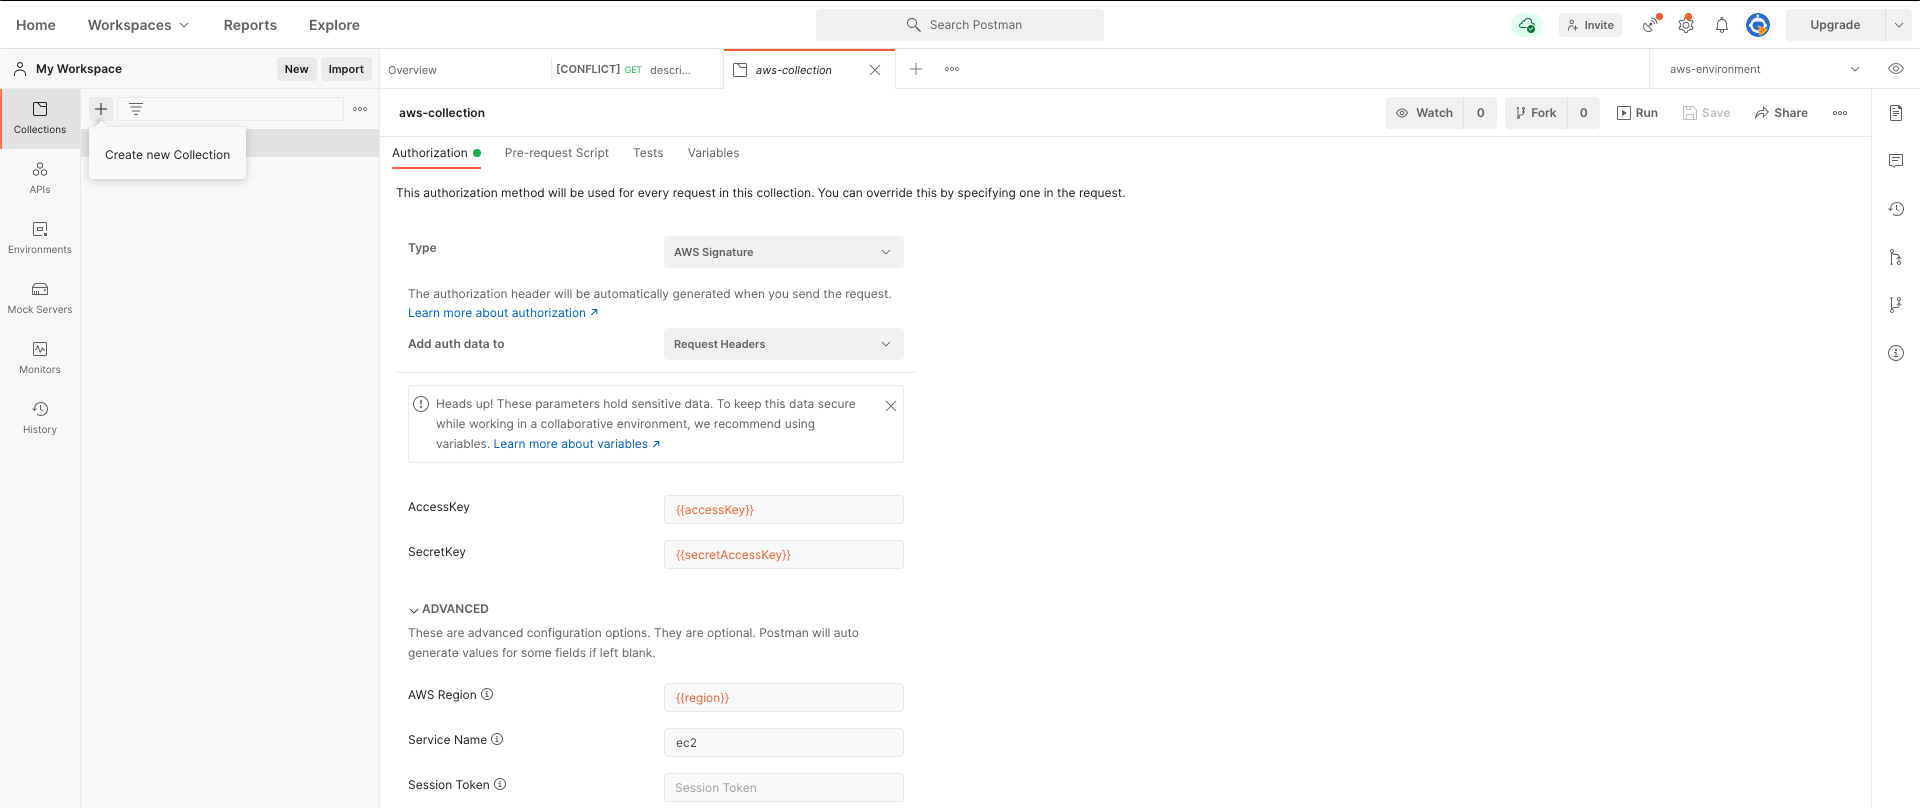 Home Workspaces Reports Explore Search Postman Invite Upgrade
My Workspace New Import Overview [CONFLICT] GET descri... aws-collection aws-environment
Collections
Create new Collection
APIs
Environments
Mock Servers
Monitors
History
aws-collection Watch 0 Fork 0 Run Save Share
Authorization Pre-request Script Tests Variables
This authorization method will be used for every request in this collection. You can override this by specifying one in the request.
Type AWS Signature
The authorization header will be automatically generated when you send the request.
Learn more about authorization ↗
Add auth data to Request Headers
Heads up! These parameters hold sensitive data. To keep this data secure
while working in a collaborative environment, we recommend using
variables. Learn more about variables ↗
AccessKey {{accessKey}}
SecretKey {{secretAccessKey}}
ADVANCED
These are advanced configuration options. They are optional. Postman will auto
generate values for some fields if left blank.
AWS Region {{region}}
Service Name ec2
Session Token Session Token